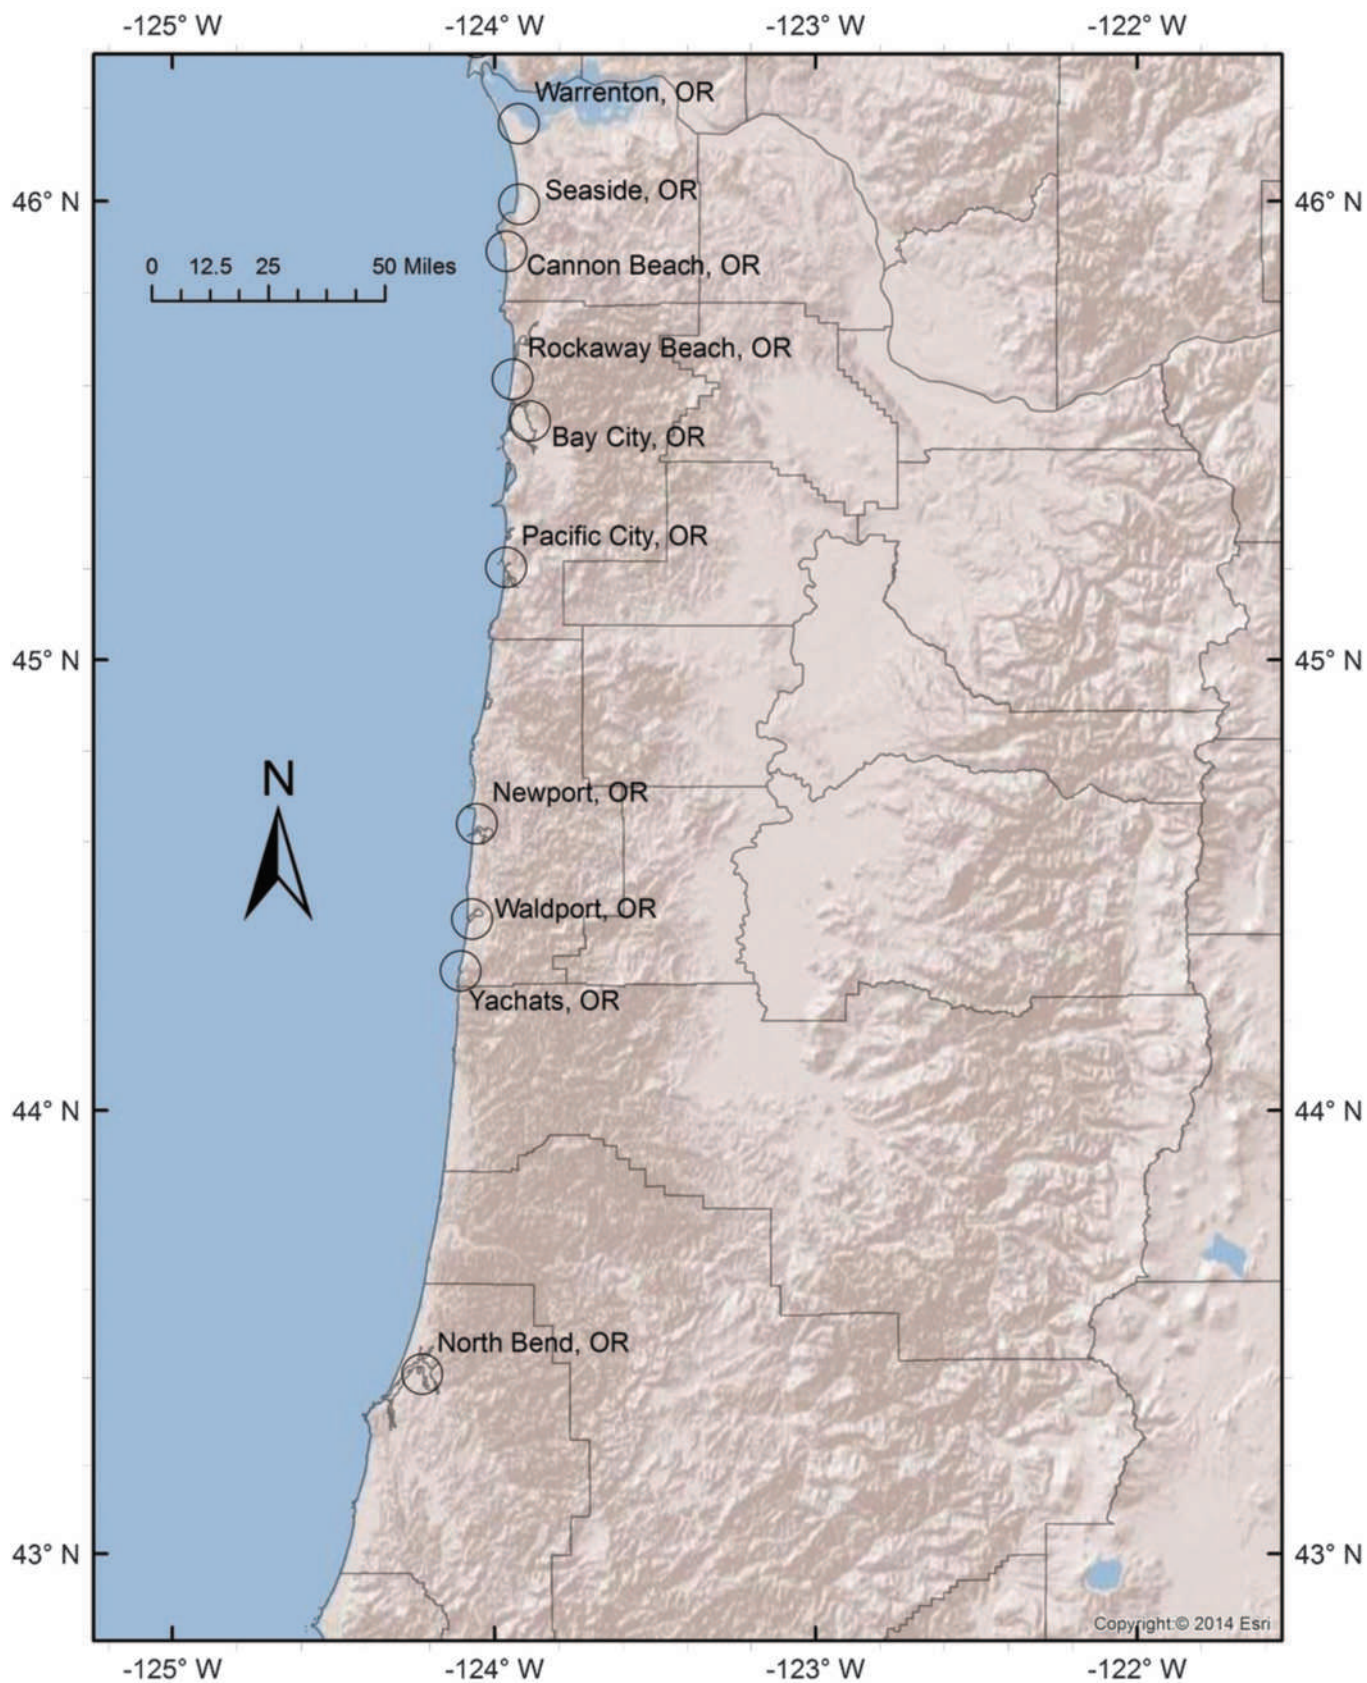 -125° W -124° W -123° W -122° W
Warrenton, OR
Seaside, OR
46° N 46° N
Cannon Beach, OR
0 12.5 25 50 Miles
Rockaway Beach, OR
Bay City, OR
Pacific City, OR
45° N 45° N
N
Newport, OR
Waldport, OR
Yachats, OR
44° N 44° N
North Bend, OR
43° N 43° N
Copyright:© 2014 Esri
-125° W -124° W -123° W -122° W